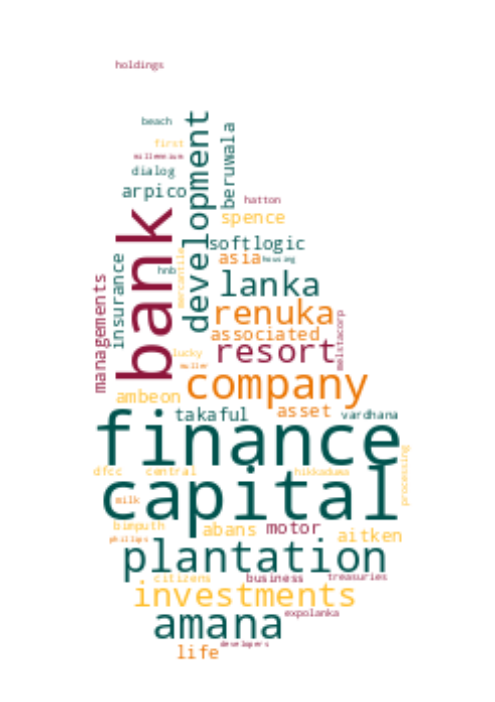 holdings
beach
development
first
beruwala
millennium
dialog
arpico
hatton
bank
spence
softlogic
asia
housing
mercantile
insurance
hnb
managements
lanka
renuka
associated
melstacorp
resort
lucky
muller
company
ambeon
takaful
asset
vardhana
finance
processing
dfcc
central
hikkaduwa
capital
milk
bimputh
abans
motor
aitken
phillips
plantation
citizens
business
treasuries
investments
expolanka
amana
developers
life